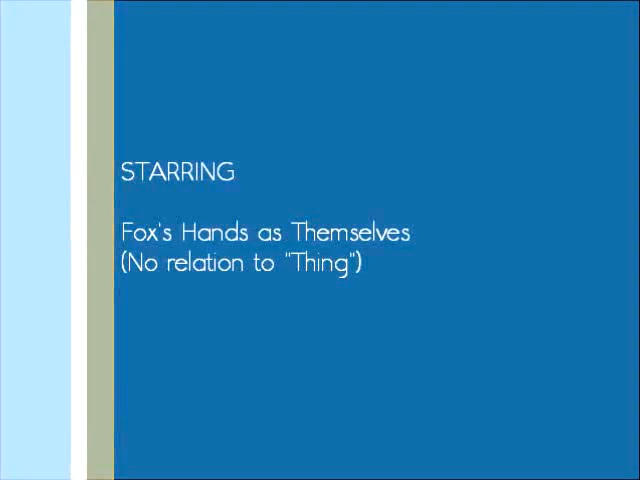 STARRING
Fox's Hands as Themselves
(No relation to "Thing")